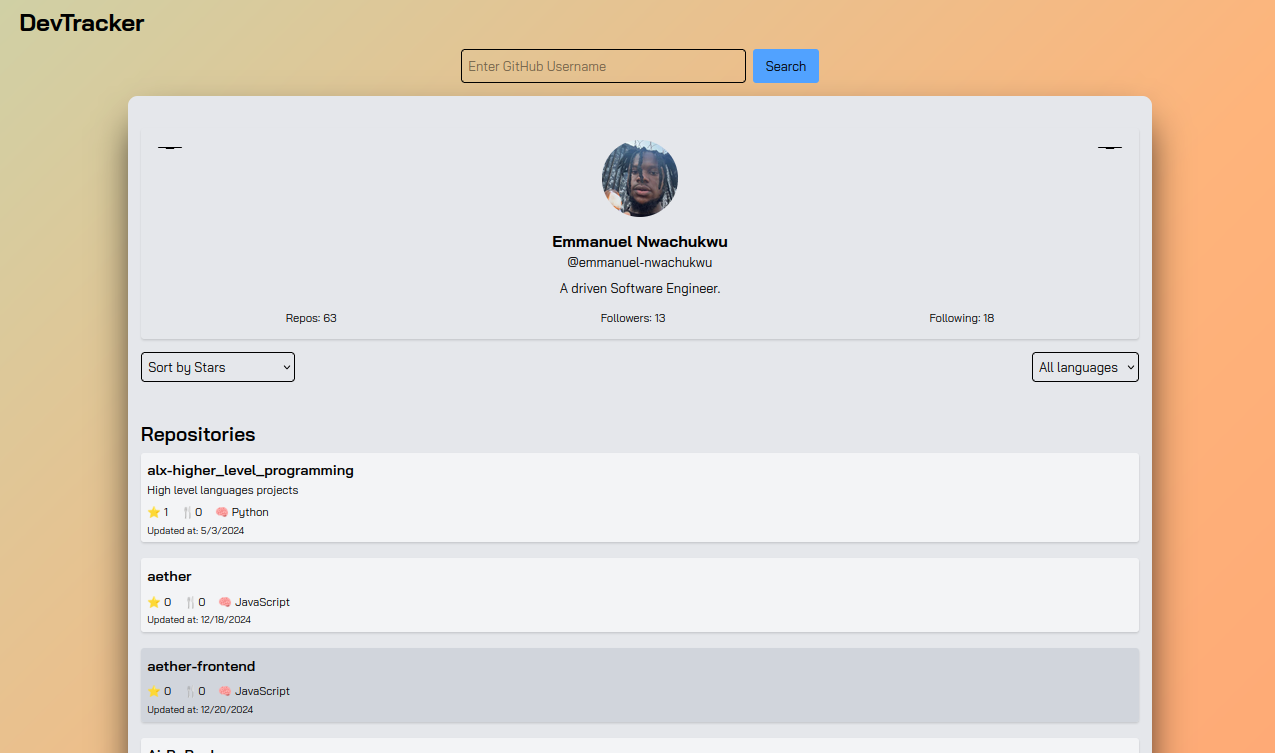 DevTracker
Enter GitHub Username Search
Emmanuel Nwachukwu
@emmanuel-nwachukwu
A driven Software Engineer.
Repos: 63 Followers: 13 Following: 18
Sort by Stars All languages
Repositories
alx-higher_level_programming
High level languages projects
⭐ 1 🍴 0 🧠 Python
Updated at: 5/3/2024
aether
⭐ 0 🍴 0 🧠 JavaScript
Updated at: 12/18/2024
aether-frontend
⭐ 0 🍴 0 🧠 JavaScript
Updated at: 12/20/2024